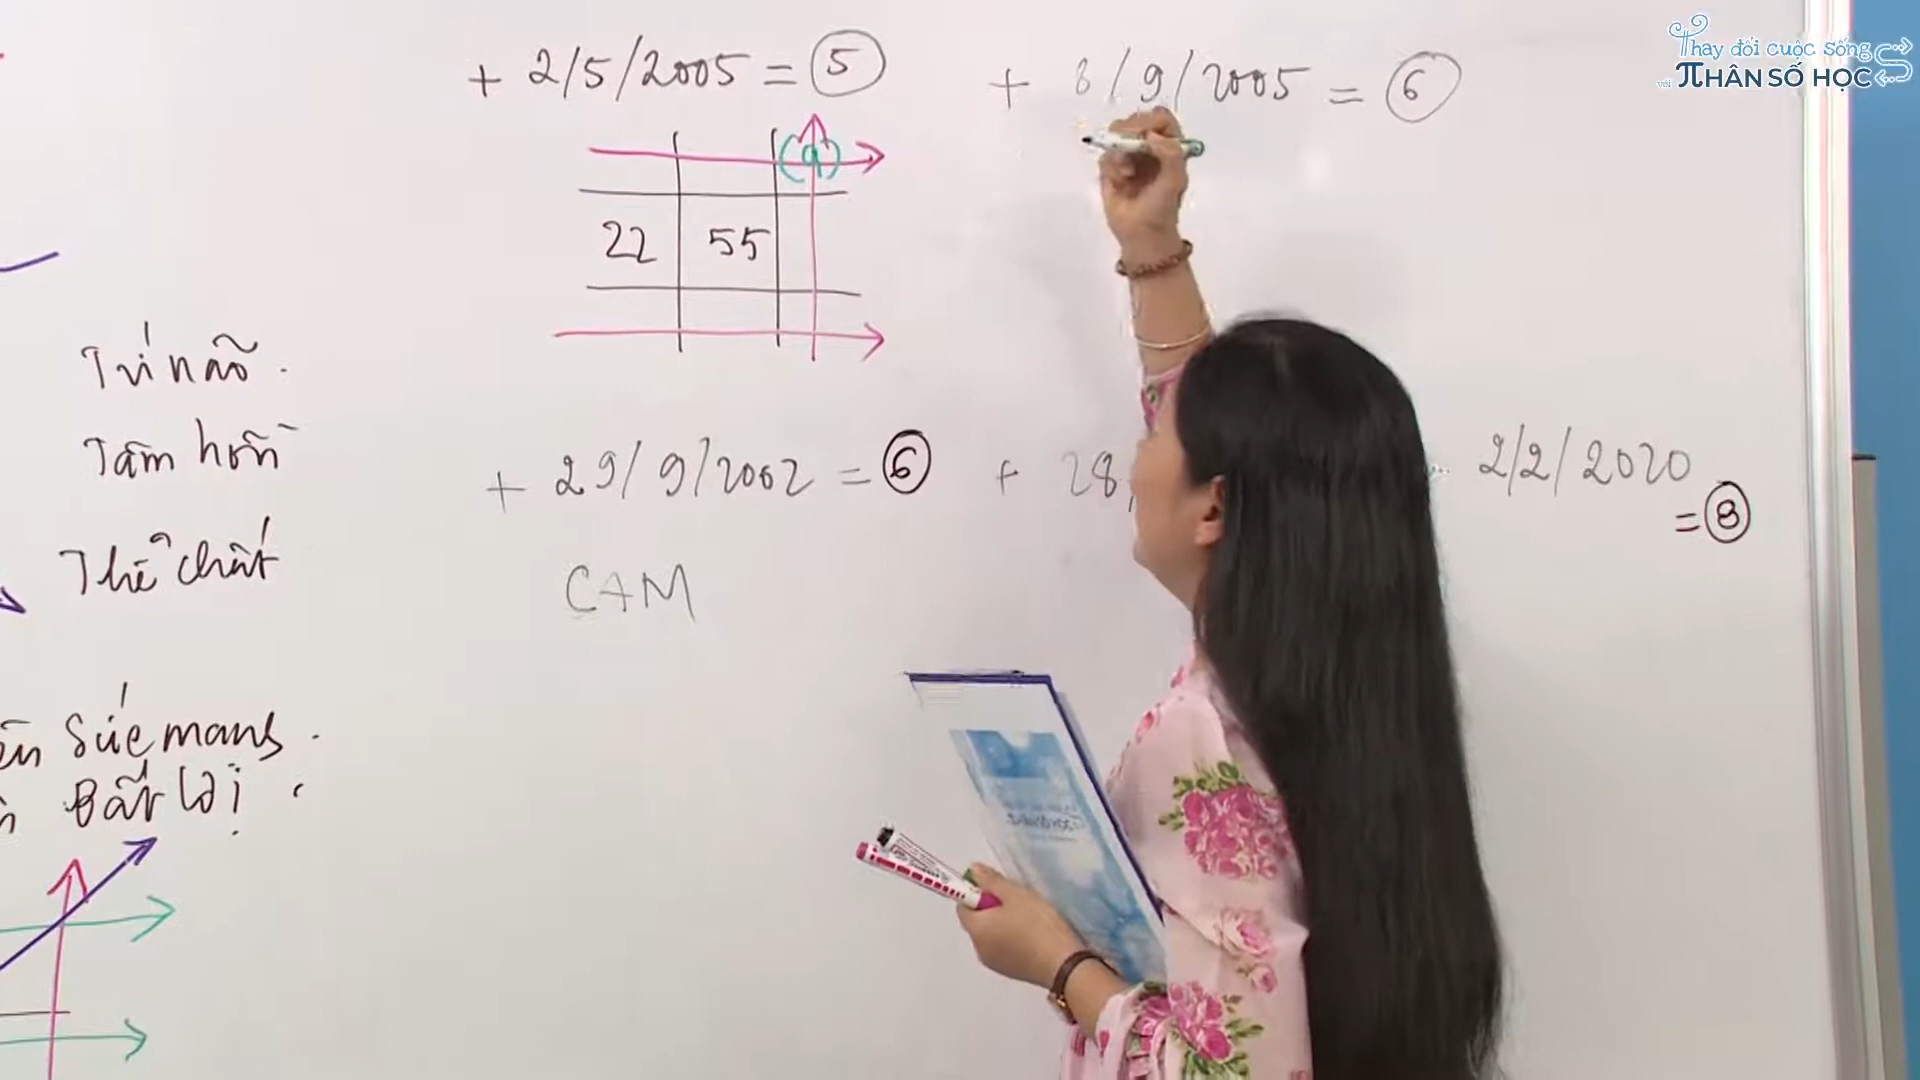 Thay đổi cuộc sống
với NHÂN SỐ HỌC
+ 2/5/2005 = 5
+ 8/9/2005 = 6
(9)
22 55
Trí não.
Tâm hồn
Thể chất
+ 29/9/2002 = 6
+ 28
2/2/2020
= 8
CAM
Sức mạng.
Bất lợi.